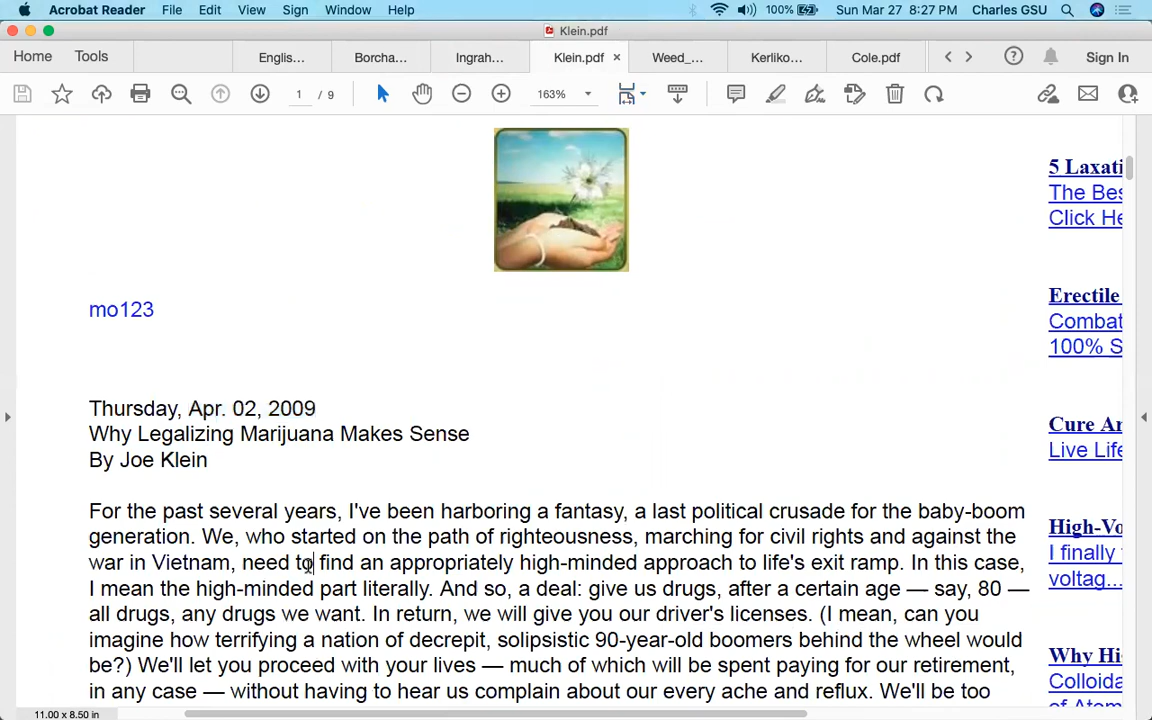 Acrobat Reader File Edit View Sign Window Help 100% Sun Mar 27 8:27 PM Charles GSU
Klein.pdf
Home Tools Englis... Borcha... Ingrah... Klein.pdf × Weed_... Kerliko... Cole.pdf Sign In
1 / 9 163%
5 Laxati
The Bes
Click He
Erectile
Combat
100% S
mo123
Thursday, Apr. 02, 2009
Why Legalizing Marijuana Makes Sense
By Joe Klein
Cure Ar
Live Life
For the past several years, I've been harboring a fantasy, a last political crusade for the baby-boom
generation. We, who started on the path of righteousness, marching for civil rights and against the
war in Vietnam, need to find an appropriately high-minded approach to life's exit ramp. In this case,
I mean the high-minded part literally. And so, a deal: give us drugs, after a certain age — say, 80 —
all drugs, any drugs we want. In return, we will give you our driver's licenses. (I mean, can you
imagine how terrifying a nation of decrepit, solipsistic 90-year-old boomers behind the wheel would
be?) We'll let you proceed with your lives — much of which will be spent paying for our retirement,
in any case — without having to hear us complain about our every ache and reflux. We'll be too
High-Vo
I finally
voltag...
Why Hi
Colloida
of Atom
11.00 x 8.50 in